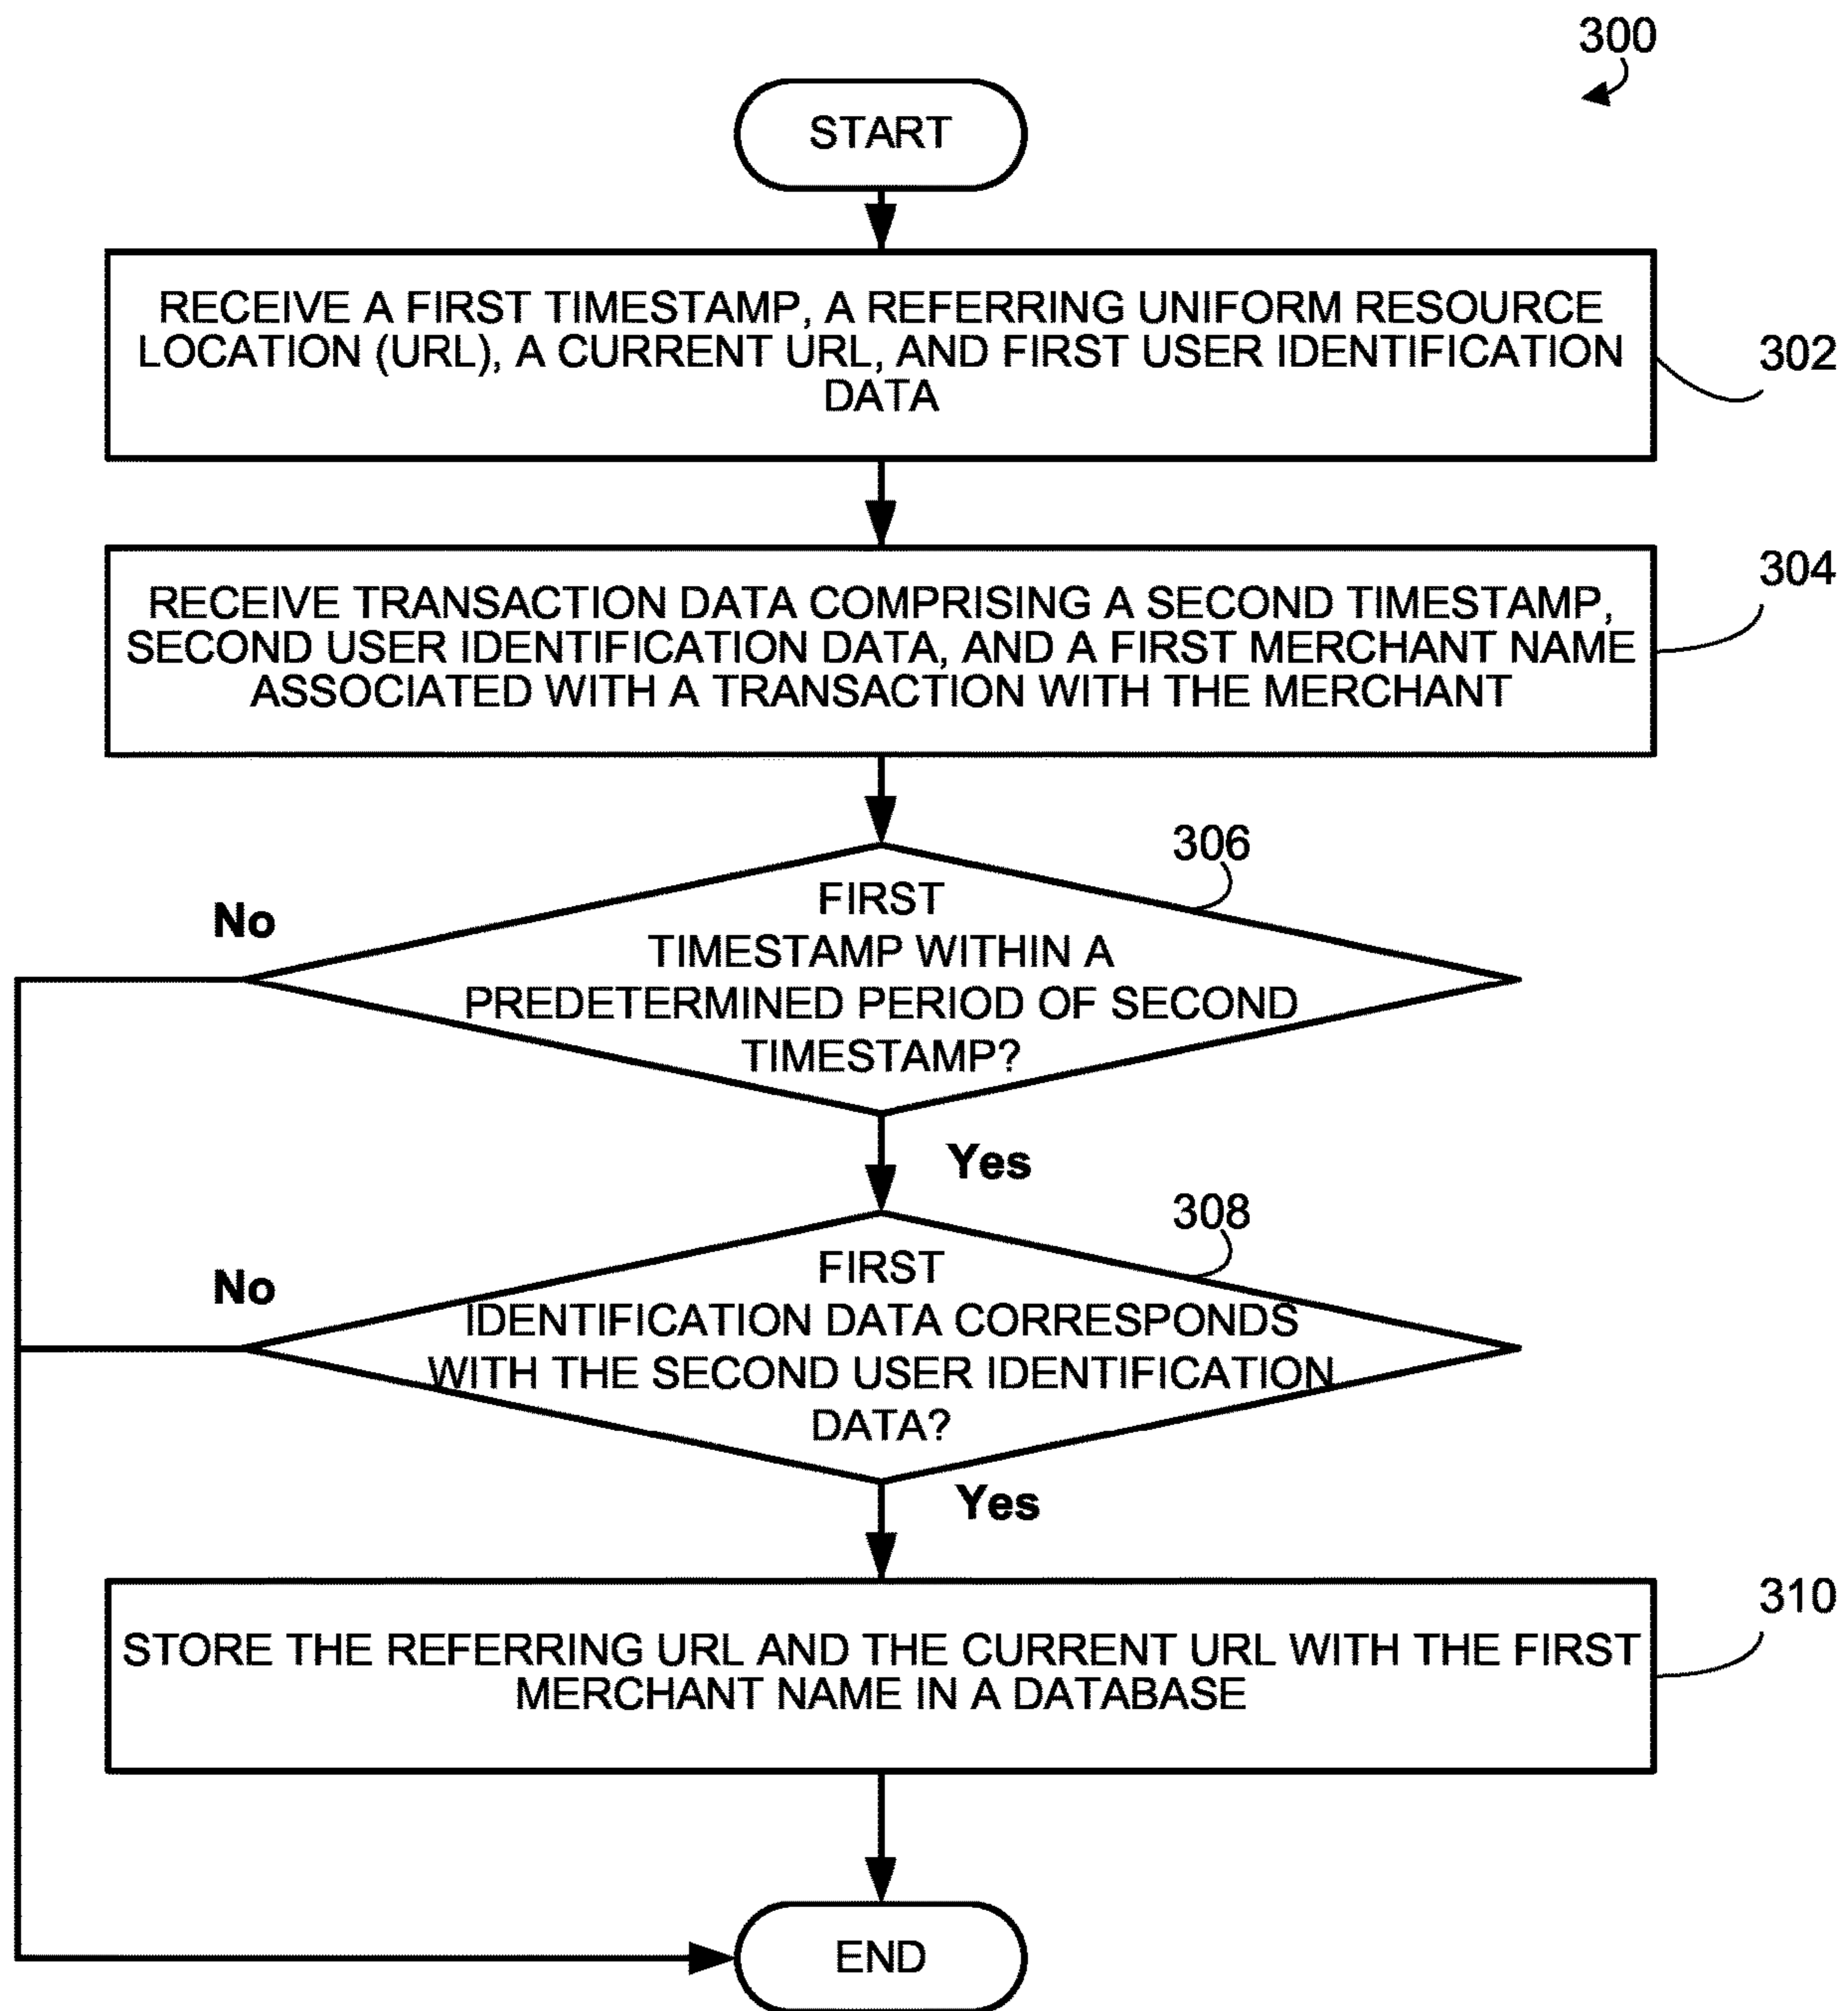 300
START
RECEIVE A FIRST TIMESTAMP, A REFERRING UNIFORM RESOURCE
LOCATION (URL), A CURRENT URL, AND FIRST USER IDENTIFICATION
DATA
302
RECEIVE TRANSACTION DATA COMPRISING A SECOND TIMESTAMP,
SECOND USER IDENTIFICATION DATA, AND A FIRST MERCHANT NAME
ASSOCIATED WITH A TRANSACTION WITH THE MERCHANT
304
306
FIRST
TIMESTAMP WITHIN A
PREDETERMINED PERIOD OF SECOND
TIMESTAMP?
No
Yes
308
FIRST
IDENTIFICATION DATA CORRESPONDS
WITH THE SECOND USER IDENTIFICATION
DATA?
No
Yes
STORE THE REFERRING URL AND THE CURRENT URL WITH THE FIRST
MERCHANT NAME IN A DATABASE
310
END